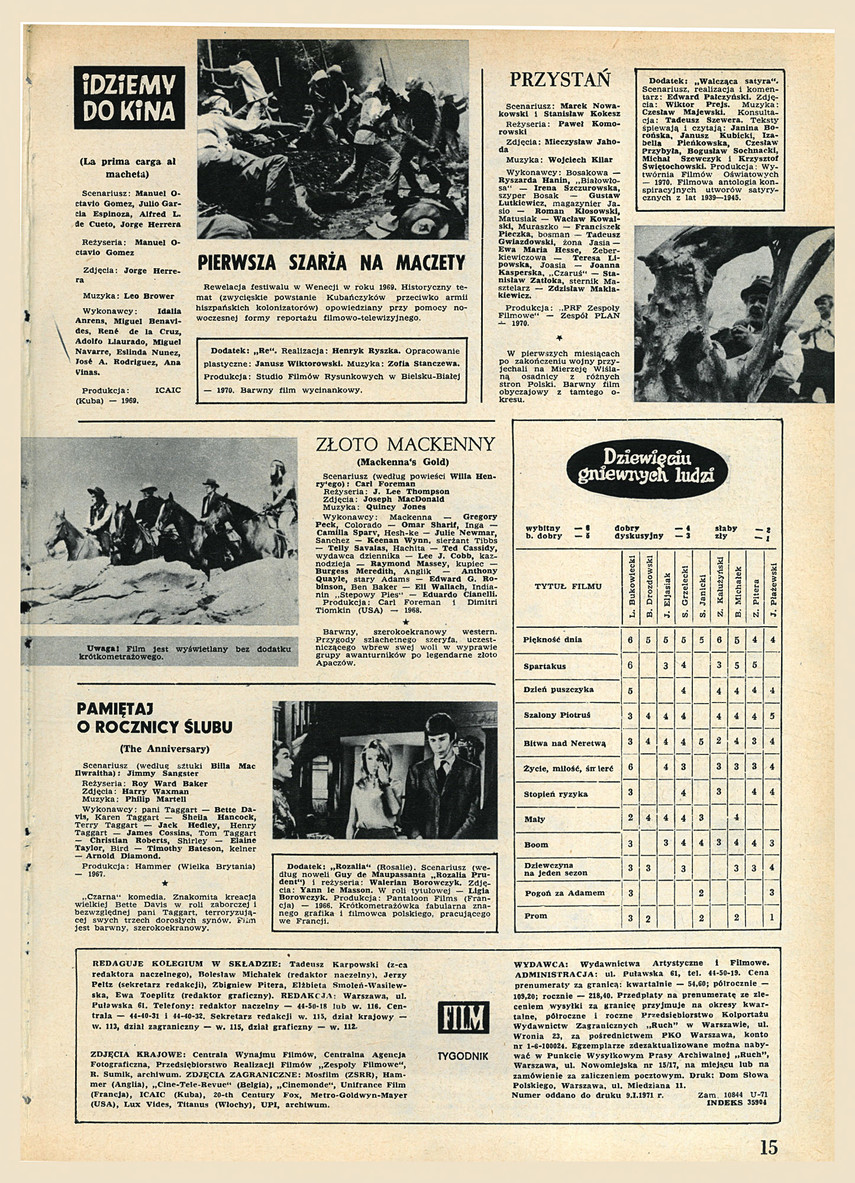 iDZiEMY
DO KiNA
(La prima carga al
machetá)
Scenariusz: Manuel O-
ctavio Gomez, Julio Gar-
cia Espinoza, Alfred L.
de Cueto, Jorge Herrera
Reżyseria: Manuel O-
ctavio Gomez
Zdjęcia: Jorge Herre-
ra
Muzyka: Leo Brower
Wykonawcy: Idalia
Anrens, Miguel Benavi-
des, René de la Cruz,
Adolfo Llaurado, Miguel
Navarre, Eslinda Nunez,
José A. Rodriguez, Ana
Vinas.
Produkcja: ICAIC
(Kuba) — 1969.
PIERWSZA SZARŻA NA MACZETY
Rewelacja festiwalu w Wenecji w roku 1969. Historyczny te-
mat (zwycięskie powstanie Kubańczyków przeciwko armii
hiszpańskich kolonizatorów) opowiedziany przy pomocy no-
woczesnej formy reportażu filmowo-telewizyjnego.
Dodatek: „Re". Realizacja: Henryk Ryszka. Opracowanie
plastyczne: Janusz Wiktorowski. Muzyka: Zofia Stanczewa.
Produkcja: Studio Filmów Rysunkowych w Bielsku-Białej
— 1970. Barwny film wycinankowy.
PRZYSTAŃ
Scenariusz: Marek Nowa-
kowski i Stanisław Kokesz
Reżyseria: Paweł Komo-
rowski
Zdjęcia: Mieczysław Jaho-
da
Muzyka: Wojciech Kilar
Wykonawcy: Bosakowa —
Ryszarda Hanin, „Białowło-
sa" — Irena Szczurowska,
szyper Bosak — Gustaw
Lutkiewicz, magazynier Ja-
sio — Roman Kłosowski,
Matusiak — Wacław Kowal-
ski, Muraszko — Franciszek
Pieczka, bosman — Tadeusz
Gwiazdowski, żona Jasia —
Ewa Maria Hesse, Żeber-
kiewiczowa — Teresa Li-
powska, Joasia — Joanna
Kasperska, „Czaruś" — Sta-
nisław Zatłoka, sternik Ma-
sztelarz — Zdzisław Makla-
kiewicz.
Produkcja: „PRF Zespoły
Filmowe" — Zespół PLAN
— 1970.
★
W pierwszych miesiącach
po zakończeniu wojny przy-
jechali na Mierzeję Wiśla-
ną osadnicy z różnych
stron Polski. Barwny film
obyczajowy z tamtego o-
kresu.
Dodatek: „Walcząca satyra".
Scenariusz, realizacja i komen-
tarz: Edward Pałczyński. Zdję-
cia: Wiktor Prejs. Muzyka:
Czesław Majewski. Konsulta-
cja: Tadeusz Szewera. Teksty
śpiewają i czytają: Janina Bo-
rońska, Janusz Kubicki, Iza-
bella Pieńkowska, Czesław
Przybyła, Bogusław Sochnacki,
Michał Szewczyk i Krzysztof
Świętochowski. Produkcja: Wy-
twórnia Filmów Oświatowych
— 1970. Filmowa antologia kon-
spiracyjnych utworów satyry-
cznych z lat 1939—1945.
Uwaga! Film jest wyświetlany bez dodatku
krótkometrażowego.
ZŁOTO MACKENNY
(Mackenna's Gold)
Scenariusz (według powieści Willa Hen-
ry'ego): Carl Foreman
Reżyseria: J. Lee Thompson
Zdjęcia: Joseph MacDonald
Muzyka: Quincy Jones
Wykonawcy: Mackenna — Gregory
Peck, Colorado — Omar Sharif, Inga —
Camilla Sparv, Hesh-ke — Julie Newmar,
Sanchez — Keenan Wynn, sierżant Tibbs
— Telly Savalas, Hachita — Ted Cassidy,
wydawca dziennika — Lee J. Cobb, kaz-
nodzieja — Raymond Massey, kupiec —
Burgess Meredith, Anglik — Anthony
Quayle, stary Adams — Edward G. Ro-
binson, Ben Baker — Eli Wallach, India-
nin „Stepowy Pies" — Eduardo Cianelli.
Produkcja: Carl Foreman i Dimitri
Tiomkin (USA) — 1968.
★
Barwny, szerokoekranowy western.
Przygody szlachetnego szeryfa, uczest-
niczącego wbrew swej woli w wyprawie
grupy awanturników po legendarne złoto
Apaczów.
PAMIĘTAJ
O ROCZNICY ŚLUBU
(The Anniversary)
Scenariusz (według sztuki Billa Mac
Ilwraitha): Jimmy Sangster
Reżyseria: Roy Ward Baker
Zdjęcia: Harry Waxman
Muzyka: Philip Martell
Wykonawcy: pani Taggart — Bette Da-
vis, Karen Taggart — Sheila Hancock,
Terry Taggart — Jack Hedley, Henry
Taggart — James Cossins, Tom Taggart
— Christian Roberts, Shirley — Elaine
Taylor, Bird — Timothy Bateson, kelner
— Arnold Diamond.
Produkcja: Hammer (Wielka Brytania)
— 1967.
★
„Czarna" komedia. Znakomita kreacja
wielkiej Bette Davis w roli zaborczej i
bezwzględnej pani Taggart, terroryzują-
cej swych trzech dorosłych synów. Film
jest barwny, szerokoekranowy.
Dodatek: „Rozalia" (Rosalie). Scenariusz (we-
dług noweli Guy de Maupassanta „Rozalia Pru-
dent") i reżyseria: Walerian Borowczyk. Zdję-
cia: Yann le Masson. W roli tytułowej — Ligia
Borowczyk. Produkcja: Pantaloon Films (Fran-
cja) — 1966. Krótkometrażówka fabularna zna-
nego grafika i filmowca polskiego, pracującego
we Francji.
Dziewięciu
gniewnych ludzi
wybitny — 6 dobry — 4 słaby — 2
b. dobry — 5 dyskusyjny — 3 zły — 1
TYTUŁ FILMU L. Bukowiecki B. Drozdowski J. Eljasiak S. Grzelecki S. Janicki Z. Kałużyński B. Michałek Z. Pitera J. Płażewski
Piękność dnia 6 5 5 5 5 6 5 4 4
Spartakus 6 3 4 3 5 5
Dzień puszczyka 5 4 4 4 4 4
Szalony Piotruś 3 4 4 4 4 4 4 5
Bitwa nad Neretwą 3 4 4 4 5 2 4 3 4
Życie, miłość, śmierć 6 4 3 3 3 3 4
Stopień ryzyka 3 4 3 4 4
Mały 2 4 4 4 3 4
Boom 3 3 4 4 3 4 4 3
Dziewczyna
na jeden sezon 3 3 3 3 3 4
Pogoń za Adamem 3 2 3
Prom 3 2 2 2 1
REDAGUJE KOLEGIUM W SKŁADZIE: Tadeusz Karpowski (z-ca
redaktora naczelnego), Bolesław Michałek (redaktor naczelny), Jerzy
Peltz (sekretarz redakcji), Zbigniew Pitera, Elżbieta Smoleń-Wasilew-
ska, Ewa Toeplitz (redaktor graficzny). REDAKCJA: Warszawa, ul.
Puławska 61. Telefony: redaktor naczelny — 44-50-18 lub w. 116. Cen-
trala — 44-40-31 i 44-40-32. Sekretarz redakcji w. 115, dział krajowy —
w. 113, dział zagraniczny — w. 115, dział graficzny — w. 112.
ZDJĘCIA KRAJOWE: Centrala Wynajmu Filmów, Centralna Agencja
Fotograficzna, Przedsiębiorstwo Realizacji Filmów „Zespoły Filmowe",
R. Sumik, archiwum. ZDJĘCIA ZAGRANICZNE: Mosfilm (ZSRR), Ham-
mer (Anglia), „Cine-Tele-Revue" (Belgia), „Cinemonde", Unifrance Film
(Francja), ICAIC (Kuba), 20-th Century Fox, Metro-Goldwyn-Mayer
(USA), Lux Vides, Titanus (Włochy), UPI, archiwum.
FILM
TYGODNIK
WYDAWCA: Wydawnictwa Artystyczne i Filmowe.
ADMINISTRACJA: ul. Puławska 61, tel. 44-50-19. Cena
prenumeraty za granicą: kwartalnie — 54,60; półrocznie —
109,20; rocznie — 218,40. Przedpłaty na prenumeratę ze zle-
ceniem wysyłki za granicę przyjmuje na okresy kwar-
talne, półroczne i roczne Przedsiębiorstwo Kolportażu
Wydawnictw Zagranicznych „Ruch" w Warszawie, ul.
Wronia 23, za pośrednictwem PKO Warszawa, konto
nr 1-6-100024. Egzemplarze zdezaktualizowane można naby-
wać w Punkcie Wysyłkowym Prasy Archiwalnej „Ruch",
Warszawa, ul. Nowomiejska nr 15/17, na miejscu lub na
zamówienie za zaliczeniem pocztowym. Druk: Dom Słowa
Polskiego, Warszawa, ul. Miedziana 11.
Numer oddano do druku 9.I.1971 r. Zam. 10844 U-71
INDEKS 35904
15